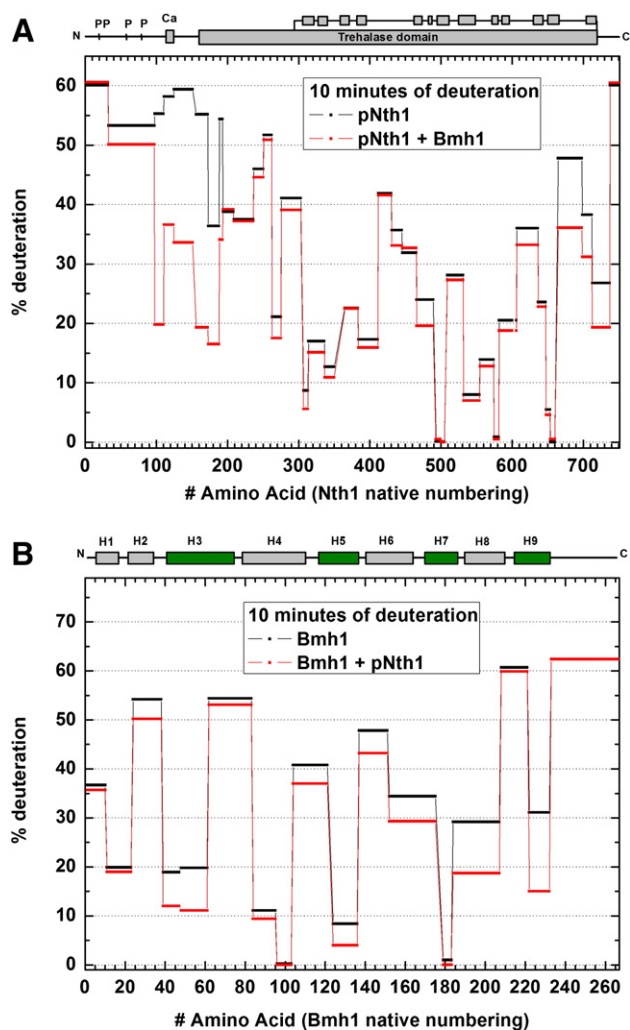 A
N
PP
P
P
Ca
Trehalase domain
C
10 minutes of deuteration
pNth1
pNth1 + Bmh1
% deuteration
60
50
40
30
20
10
0
0 100 200 300 400 500 600 700
# Amino Acid (Nth1 native numbering)
B
N
H1 H2 H3 H4 H5 H6 H7 H8 H9
C
10 minutes of deuteration
Bmh1
Bmh1 + pNth1
% deuteration
70
60
50
40
30
20
10
0
0 20 40 60 80 100 120 140 160 180 200 220 240 260
# Amino Acid (Bmh1 native numbering)